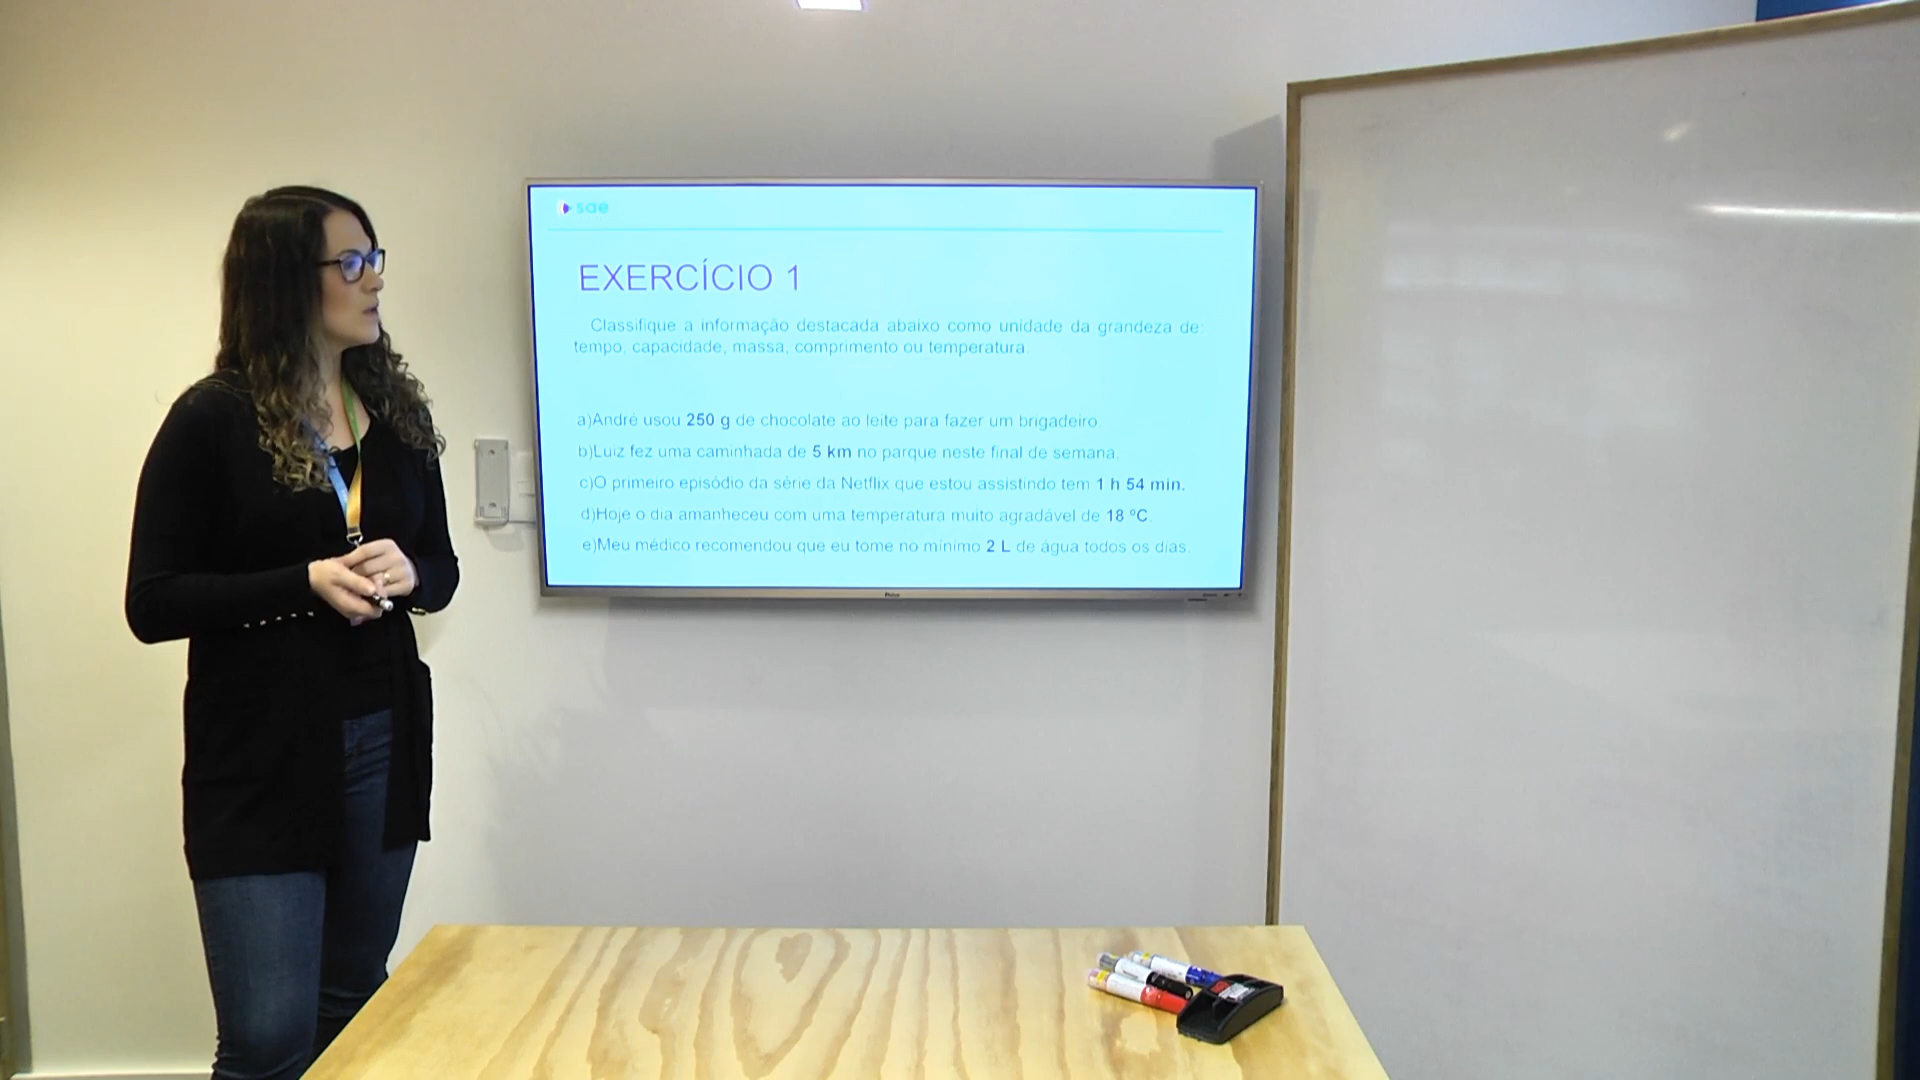 sae
EXERCÍCIO 1
Classifique a informação destacada abaixo como unidade da grandeza de:
tempo, capacidade, massa, comprimento ou temperatura.
a)André usou 250 g de chocolate ao leite para fazer um brigadeiro.
b)Luiz fez uma caminhada de 5 km no parque neste final de semana.
c)O primeiro episódio da série da Netflix que estou assistindo tem 1 h 54 min.
d)Hoje o dia amanheceu com uma temperatura muito agradável de 18 ºC.
e)Meu médico recomendou que eu tome no mínimo 2 L de água todos os dias.
Philco